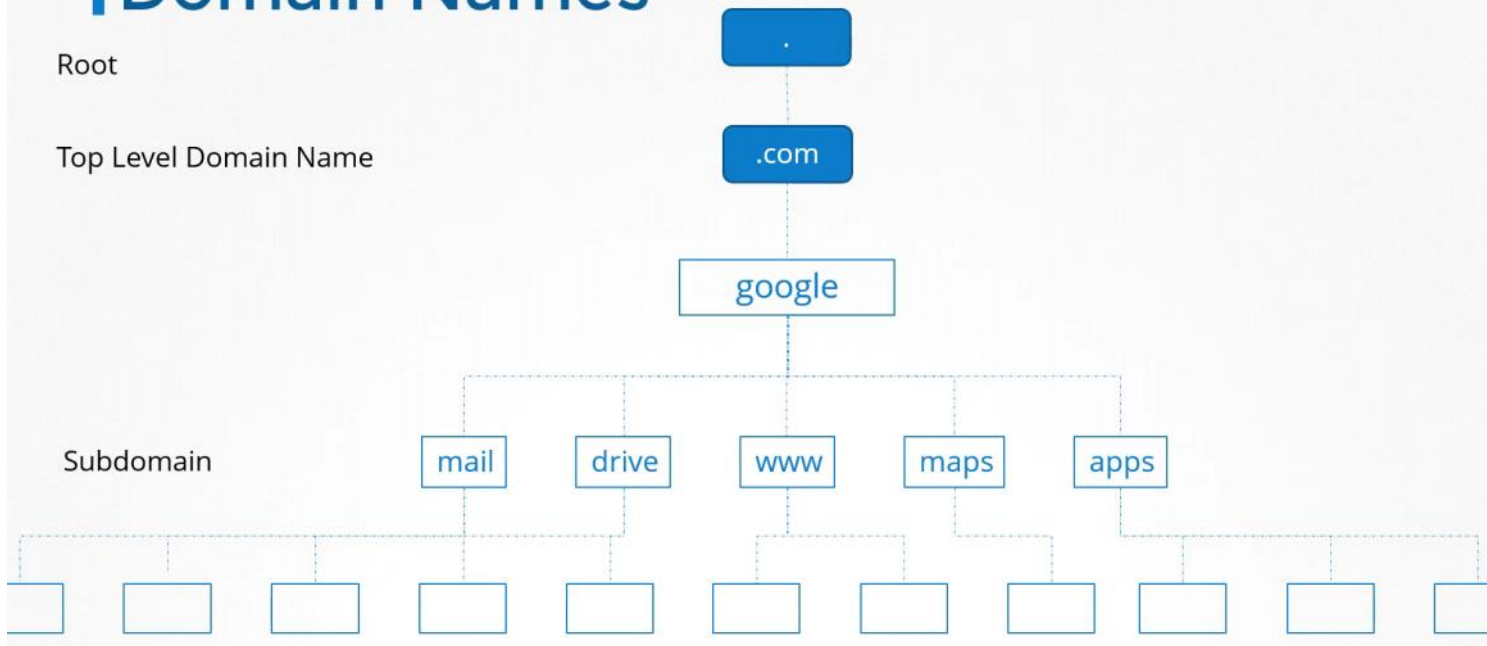 Domain Names
Root
.
Top Level Domain Name
.com
google
Subdomain
mail
drive
www
maps
apps